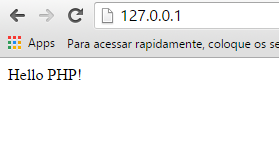 127.0.0.1
Apps Para acessar rapidamente, coloque os se
Hello PHP!